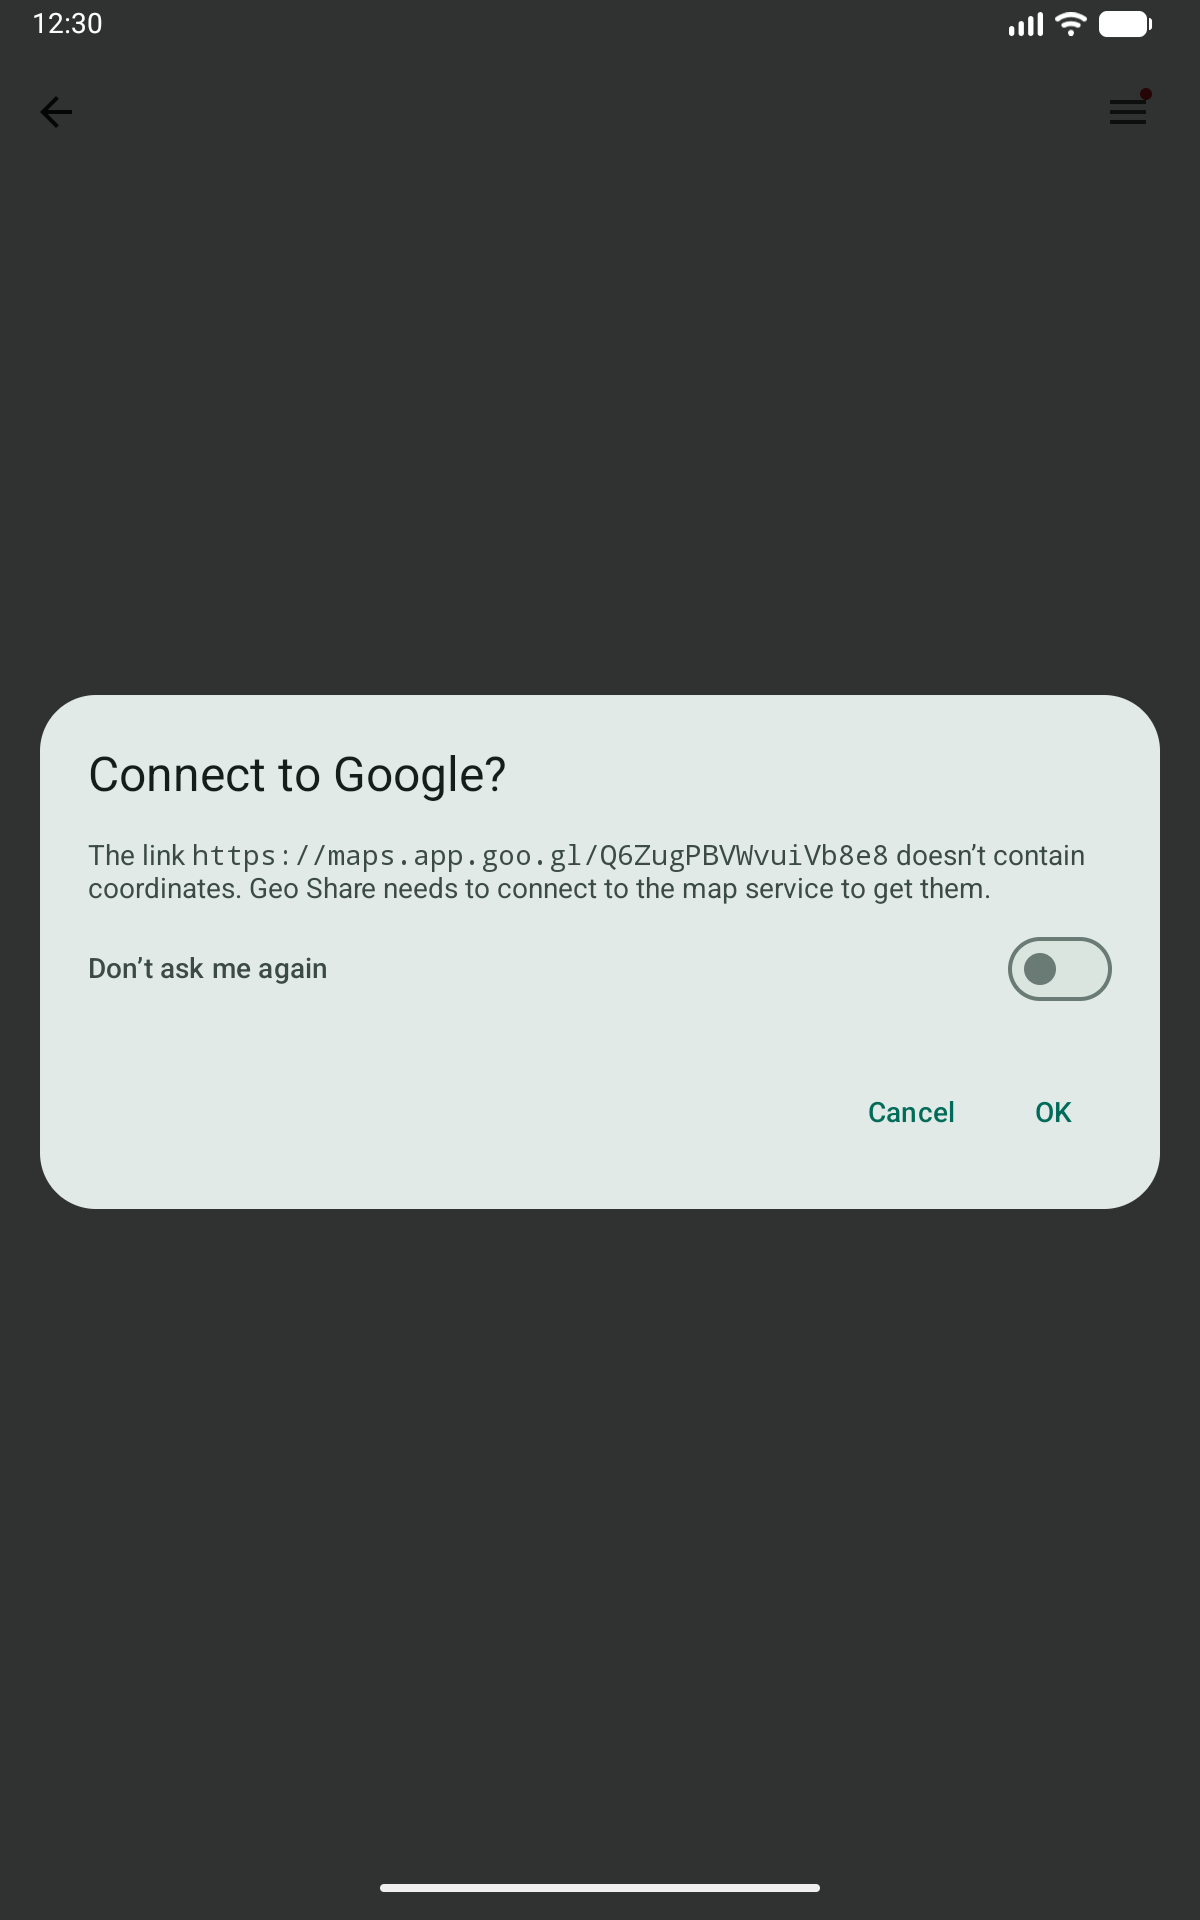 12:30
Connect to Google?
The link https://maps.app.goo.gl/Q6ZugPBVWvuiVb8e8 doesn’t contain
coordinates. Geo Share needs to connect to the map service to get them.
Don’t ask me again
Cancel OK